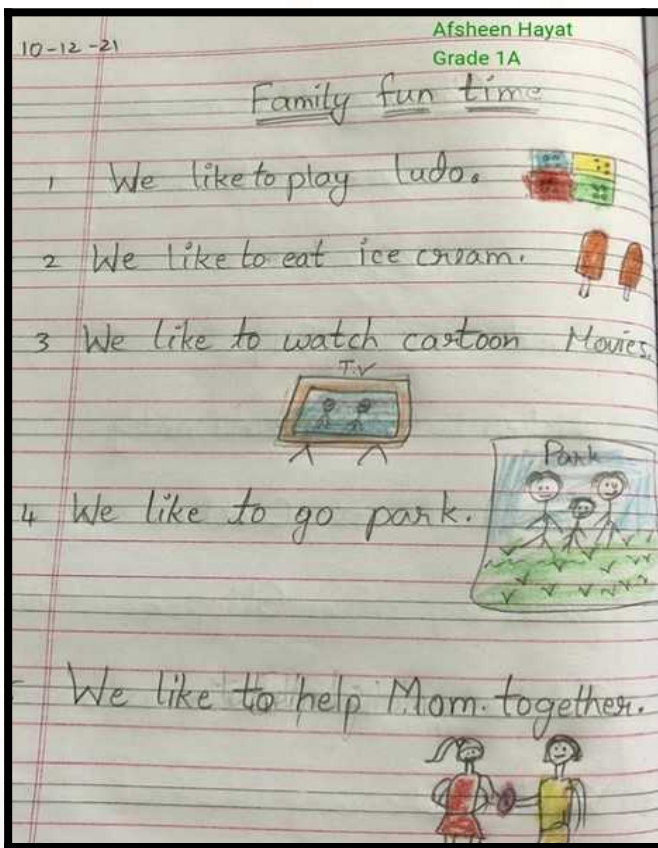 Afsheen Hayat
10-12-21
Grade 1A
Family fun time
1 We like to play ludo.
2 We like to eat ice cream.
3 We like to watch cartoon Movies.
T.V
Park
4 We like to go park.
We like to help Mom. together.